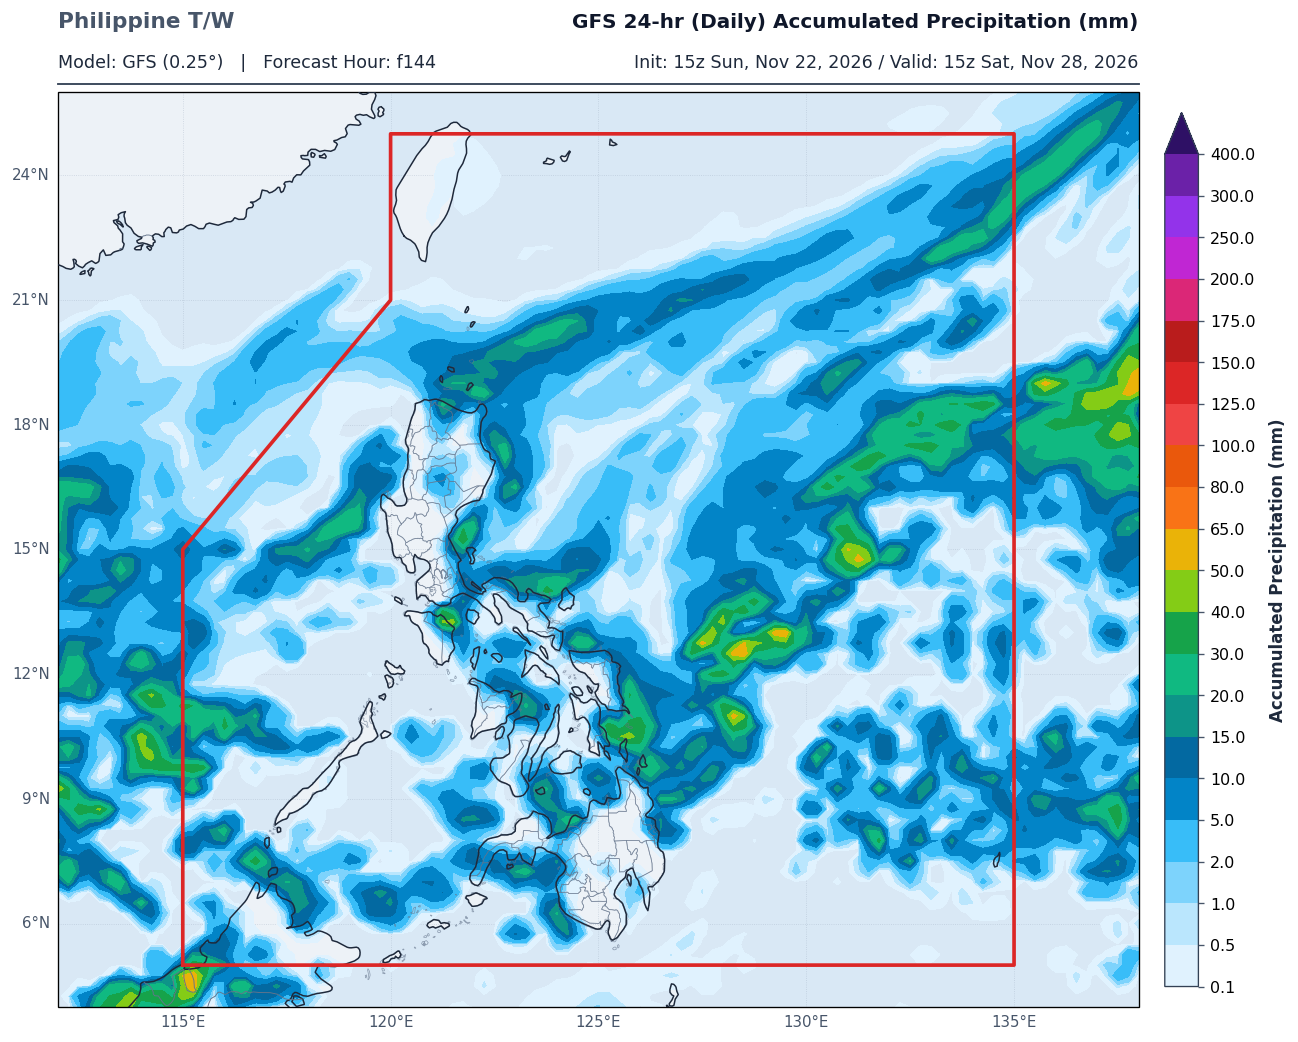 Philippine T/W
GFS 24-hr (Daily) Accumulated Precipitation (mm)
Model: GFS (0.25°)   |   Forecast Hour: f144
Init: 15z Sun, Nov 22, 2026 / Valid: 15z Sat, Nov 28, 2026
24°N
21°N
18°N
15°N
12°N
9°N
6°N
115°E
120°E
125°E
130°E
135°E
400.0
300.0
250.0
200.0
175.0
150.0
125.0
100.0
80.0
65.0
50.0
40.0
30.0
20.0
15.0
10.0
5.0
2.0
1.0
0.5
0.1
Accumulated Precipitation (mm)